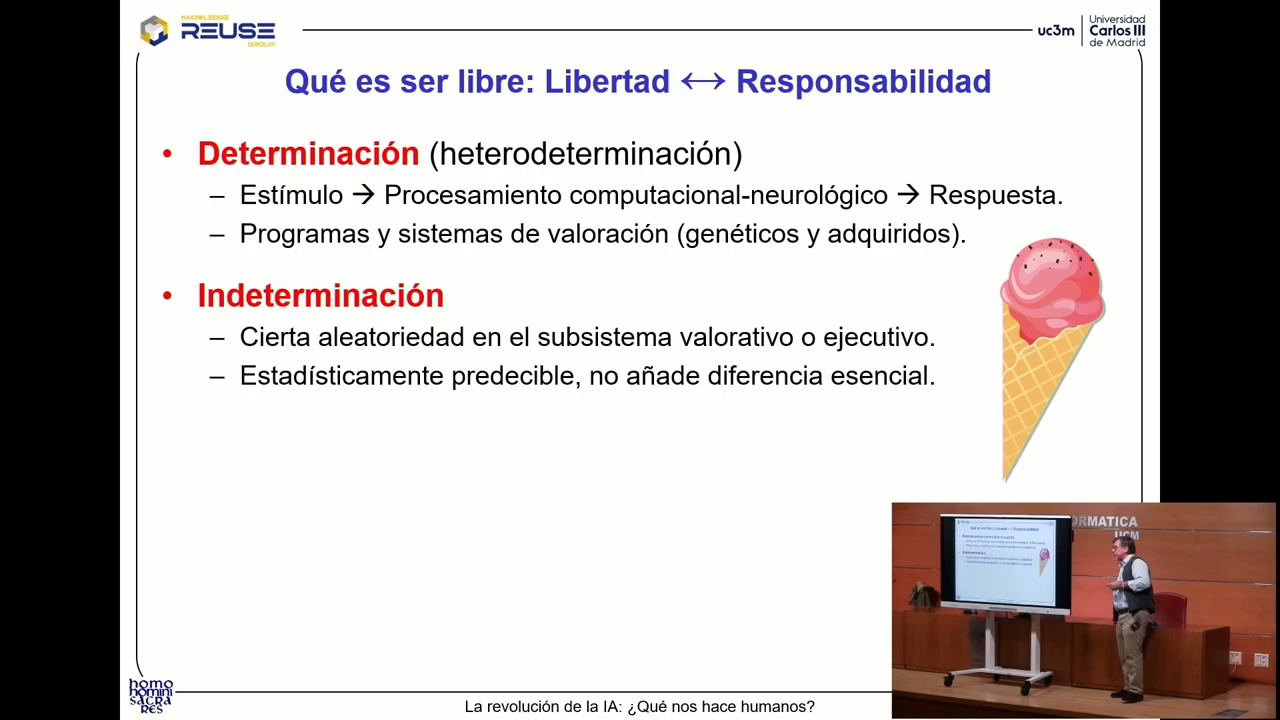 KNOWLEDGE
REUSE
GROUP
uc3m
Universidad
Carlos III
de Madrid
Qué es ser libre: Libertad ↔ Responsabilidad
• Determinación (heterodeterminación)
– Estímulo → Procesamiento computacional-neurológico → Respuesta.
– Programas y sistemas de valoración (genéticos y adquiridos).
• Indeterminación
– Cierta aleatoriedad en el subsistema valorativo o ejecutivo.
– Estadísticamente predecible, no añade diferencia esencial.
ORMATICA
UCM
homo
homini
SACRA
RES
La revolución de la IA: ¿Qué nos hace humanos?